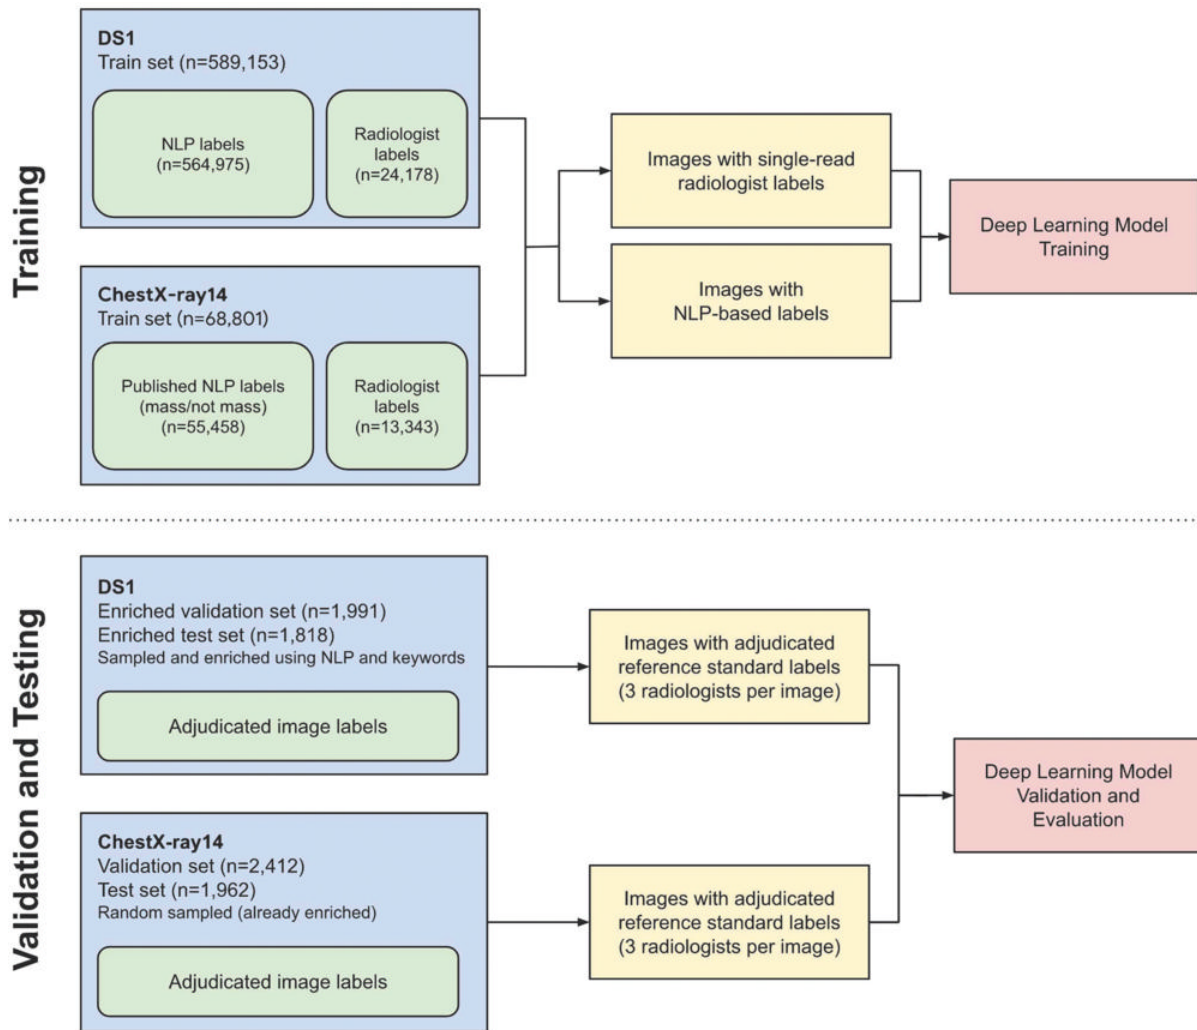 Training
DS1
Train set (n=589,153)
NLP labels
(n=564,975)
Radiologist
labels
(n=24,178)
ChestX-ray14
Train set (n=68,801)
Published NLP labels
(mass/not mass)
(n=55,458)
Radiologist
labels
(n=13,343)
Images with single-read
radiologist labels
Images with
NLP-based labels
Deep Learning Model
Training
Validation and Testing
DS1
Enriched validation set (n=1,991)
Enriched test set (n=1,818)
Sampled and enriched using NLP and keywords
Adjudicated image labels
ChestX-ray14
Validation set (n=2,412)
Test set (n=1,962)
Random sampled (already enriched)
Adjudicated image labels
Images with adjudicated
reference standard labels
(3 radiologists per image)
Images with adjudicated
reference standard labels
(3 radiologists per image)
Deep Learning Model
Validation and
Evaluation